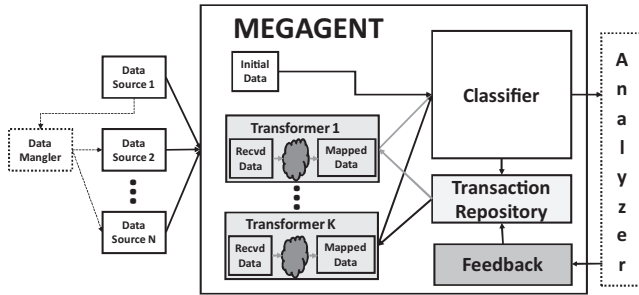 MEGAGENT
Data
Source 1
Data
Mangler
Data
Source 2
Data
Source N
Initial
Data
Transformer 1
Recvd
Data
Mapped
Data
Transformer K
Recvd
Data
Mapped
Data
Classifier
Transaction
Repository
Feedback
A
n
a
l
y
z
e
r